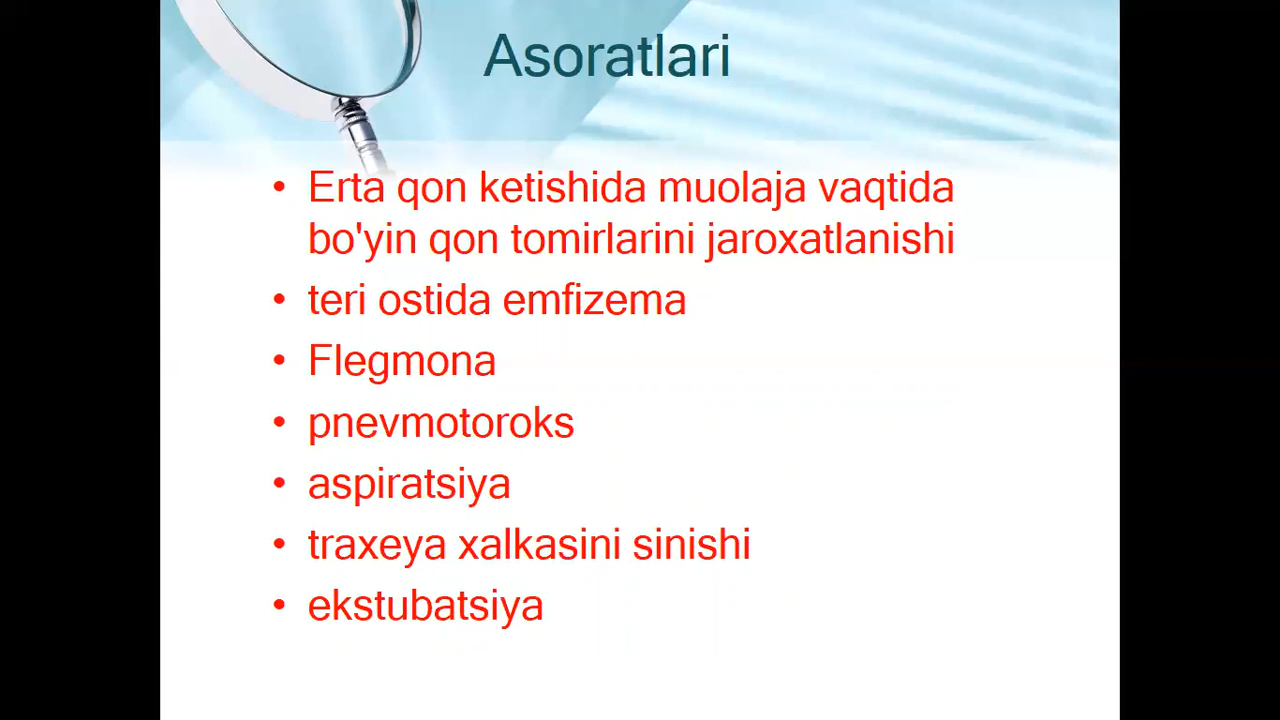 Asoratlari
• Erta qon ketishida muolaja vaqtida
bo'yin qon tomirlarini jaroxatlanishi
• teri ostida emfizema
• Flegmona
• pnevmotoroks
• aspiratsiya
• traxeya xalkasini sinishi
• ekstubatsiya